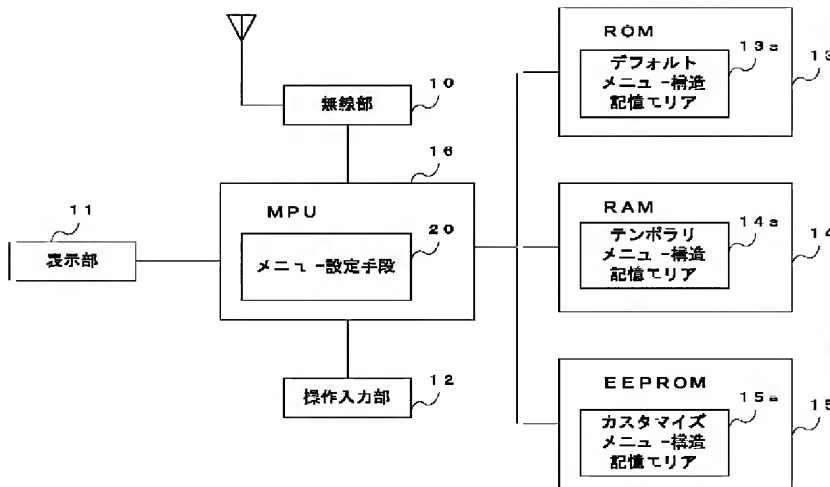 無線部
10
16
MPU
20
メニュー設定手段
11
表示部
操作入力部
12
ROM
デフォルト
メニュー構造
記憶エリア
13a
13
RAM
テンポラリ
メニュー構造
記憶エリア
14a
14
EEPROM
カスタマイズ
メニュー構造
記憶エリア
15a
15